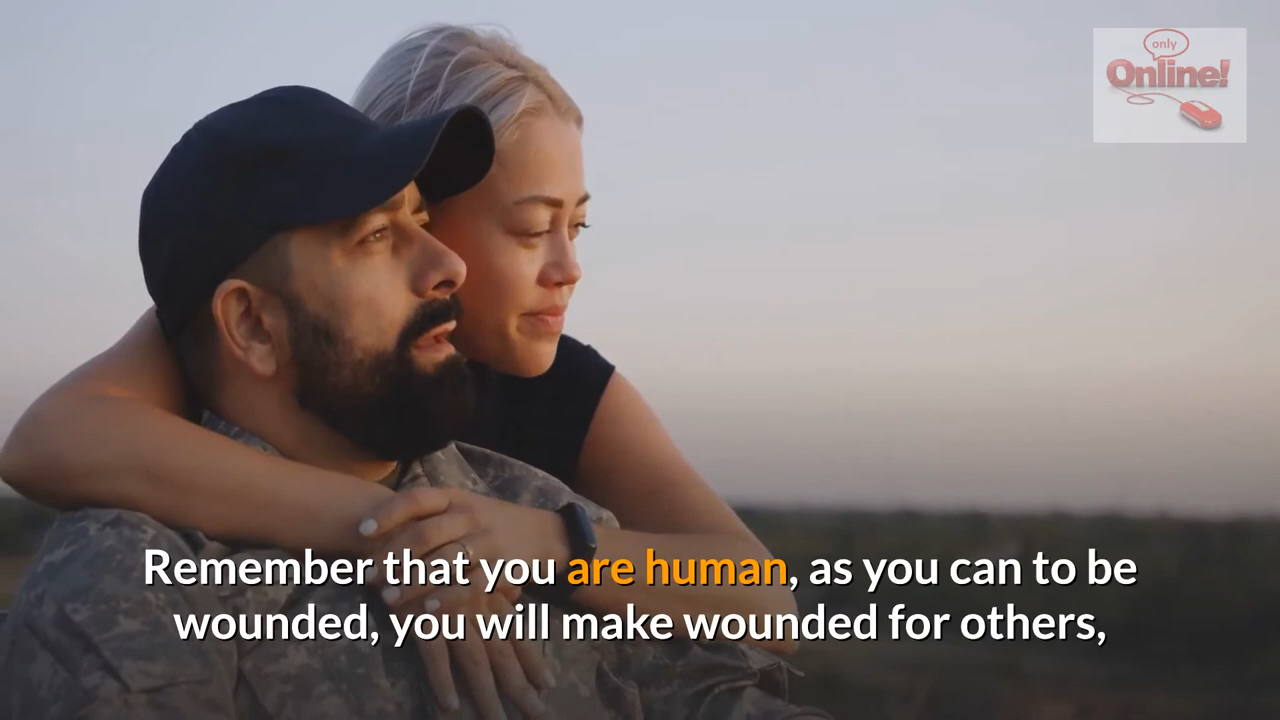 only
Online!
Remember that you are human, as you can to be
wounded, you will make wounded for others,